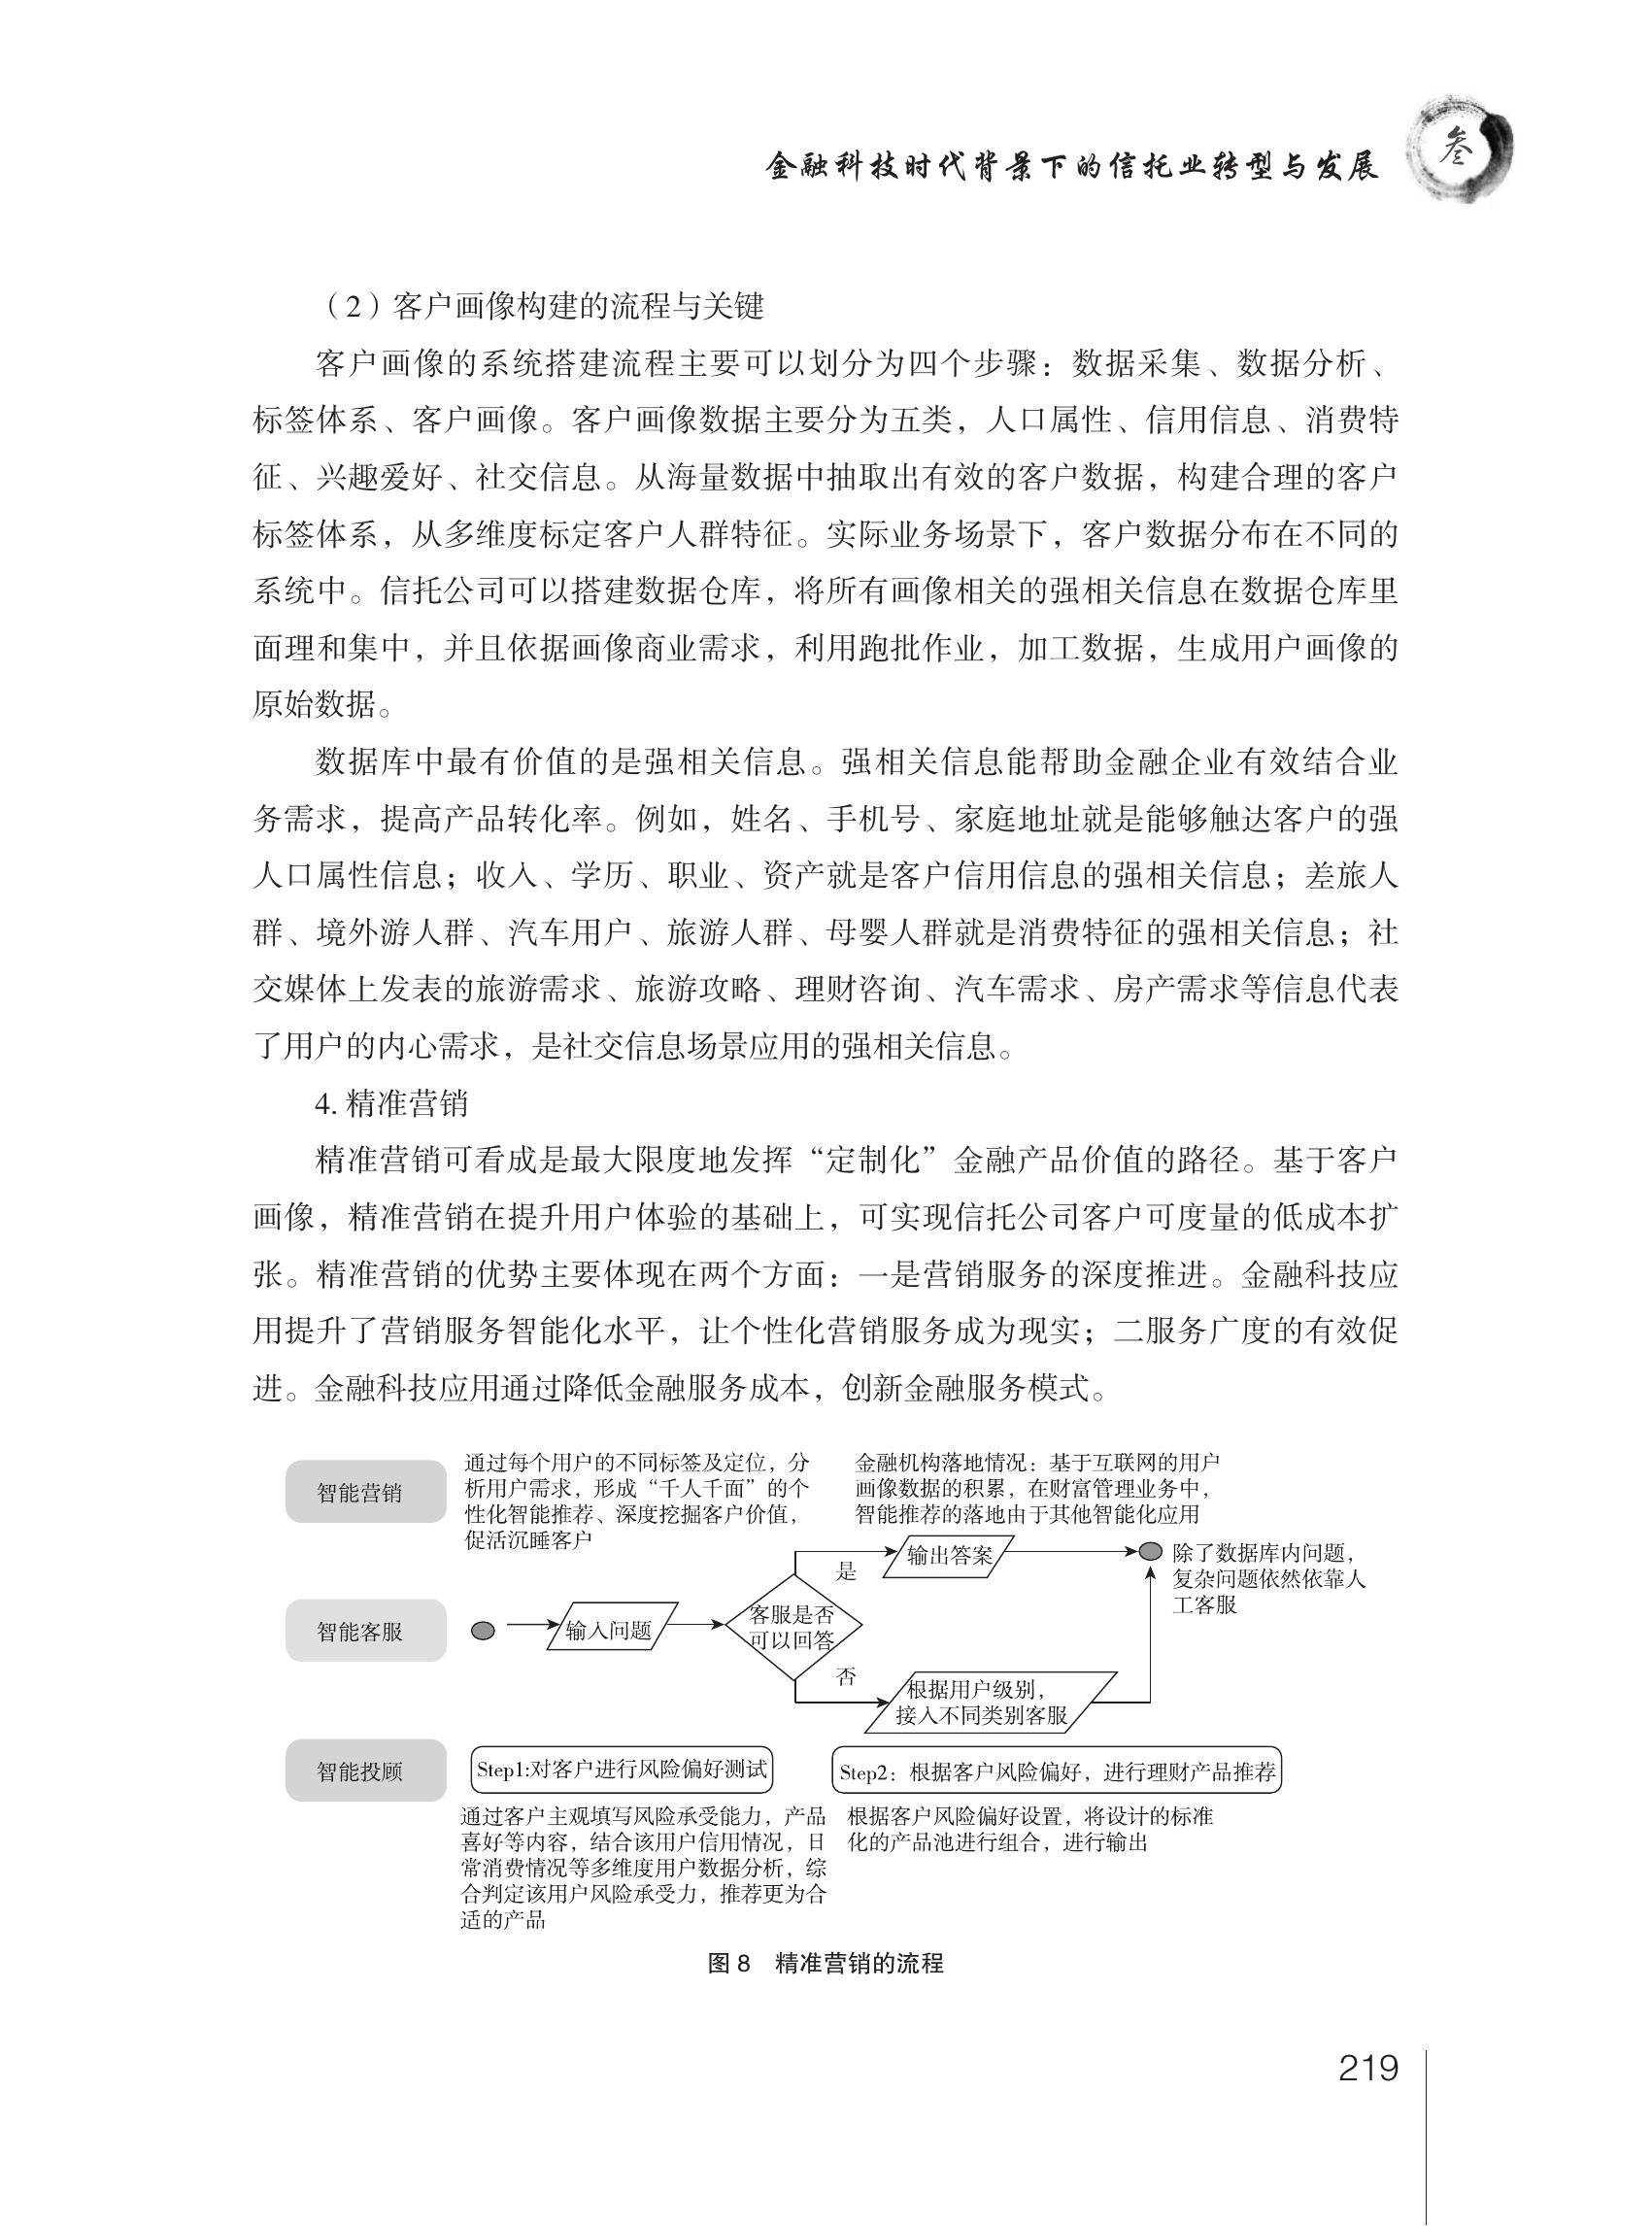 金融科技时代背景下的信托业转型与发展
叁
（2）客户画像构建的流程与关键
客户画像的系统搭建流程主要可以划分为四个步骤：数据采集、数据分析、
标签体系、客户画像。客户画像数据主要分为五类，人口属性、信用信息、消费特
征、兴趣爱好、社交信息。从海量数据中抽取出有效的客户数据，构建合理的客户
标签体系，从多维度标定客户人群特征。实际业务场景下，客户数据分布在不同的
系统中。信托公司可以搭建数据仓库，将所有画像相关的强相关信息在数据仓库里
面理和集中，并且依据画像商业需求，利用跑批作业，加工数据，生成用户画像的
原始数据。
数据库中最有价值的是强相关信息。强相关信息能帮助金融企业有效结合业
务需求，提高产品转化率。例如，姓名、手机号、家庭地址就是能够触达客户的强
人口属性信息；收入、学历、职业、资产就是客户信用信息的强相关信息；差旅人
群、境外游人群、汽车用户、旅游人群、母婴人群就是消费特征的强相关信息；社
交媒体上发表的旅游需求、旅游攻略、理财咨询、汽车需求、房产需求等信息代表
了用户的内心需求，是社交信息场景应用的强相关信息。
4. 精准营销
精准营销可看成是最大限度地发挥“定制化”金融产品价值的路径。基于客户
画像，精准营销在提升用户体验的基础上，可实现信托公司客户可度量的低成本扩
张。精准营销的优势主要体现在两个方面：一是营销服务的深度推进。金融科技应
用提升了营销服务智能化水平，让个性化营销服务成为现实；二服务广度的有效促
进。金融科技应用通过降低金融服务成本，创新金融服务模式。
智能营销
通过每个用户的不同标签及定位，分
析用户需求，形成“千人千面”的个
性化智能推荐、深度挖掘客户价值，
促活沉睡客户
金融机构落地情况：基于互联网的用户
画像数据的积累，在财富管理业务中，
智能推荐的落地由于其他智能化应用
智能客服
输入问题
客服是否
可以回答
是
输出答案
否
根据用户级别，
接入不同类别客服
除了数据库内问题，
复杂问题依然依靠人
工客服
智能投顾
Step1:对客户进行风险偏好测试
Step2：根据客户风险偏好，进行理财产品推荐
通过客户主观填写风险承受能力，产品
喜好等内容，结合该用户信用情况，日
常消费情况等多维度用户数据分析，综
合判定该用户风险承受力，推荐更为合
适的产品
根据客户风险偏好设置，将设计的标准
化的产品池进行组合，进行输出
图 8　精准营销的流程
219